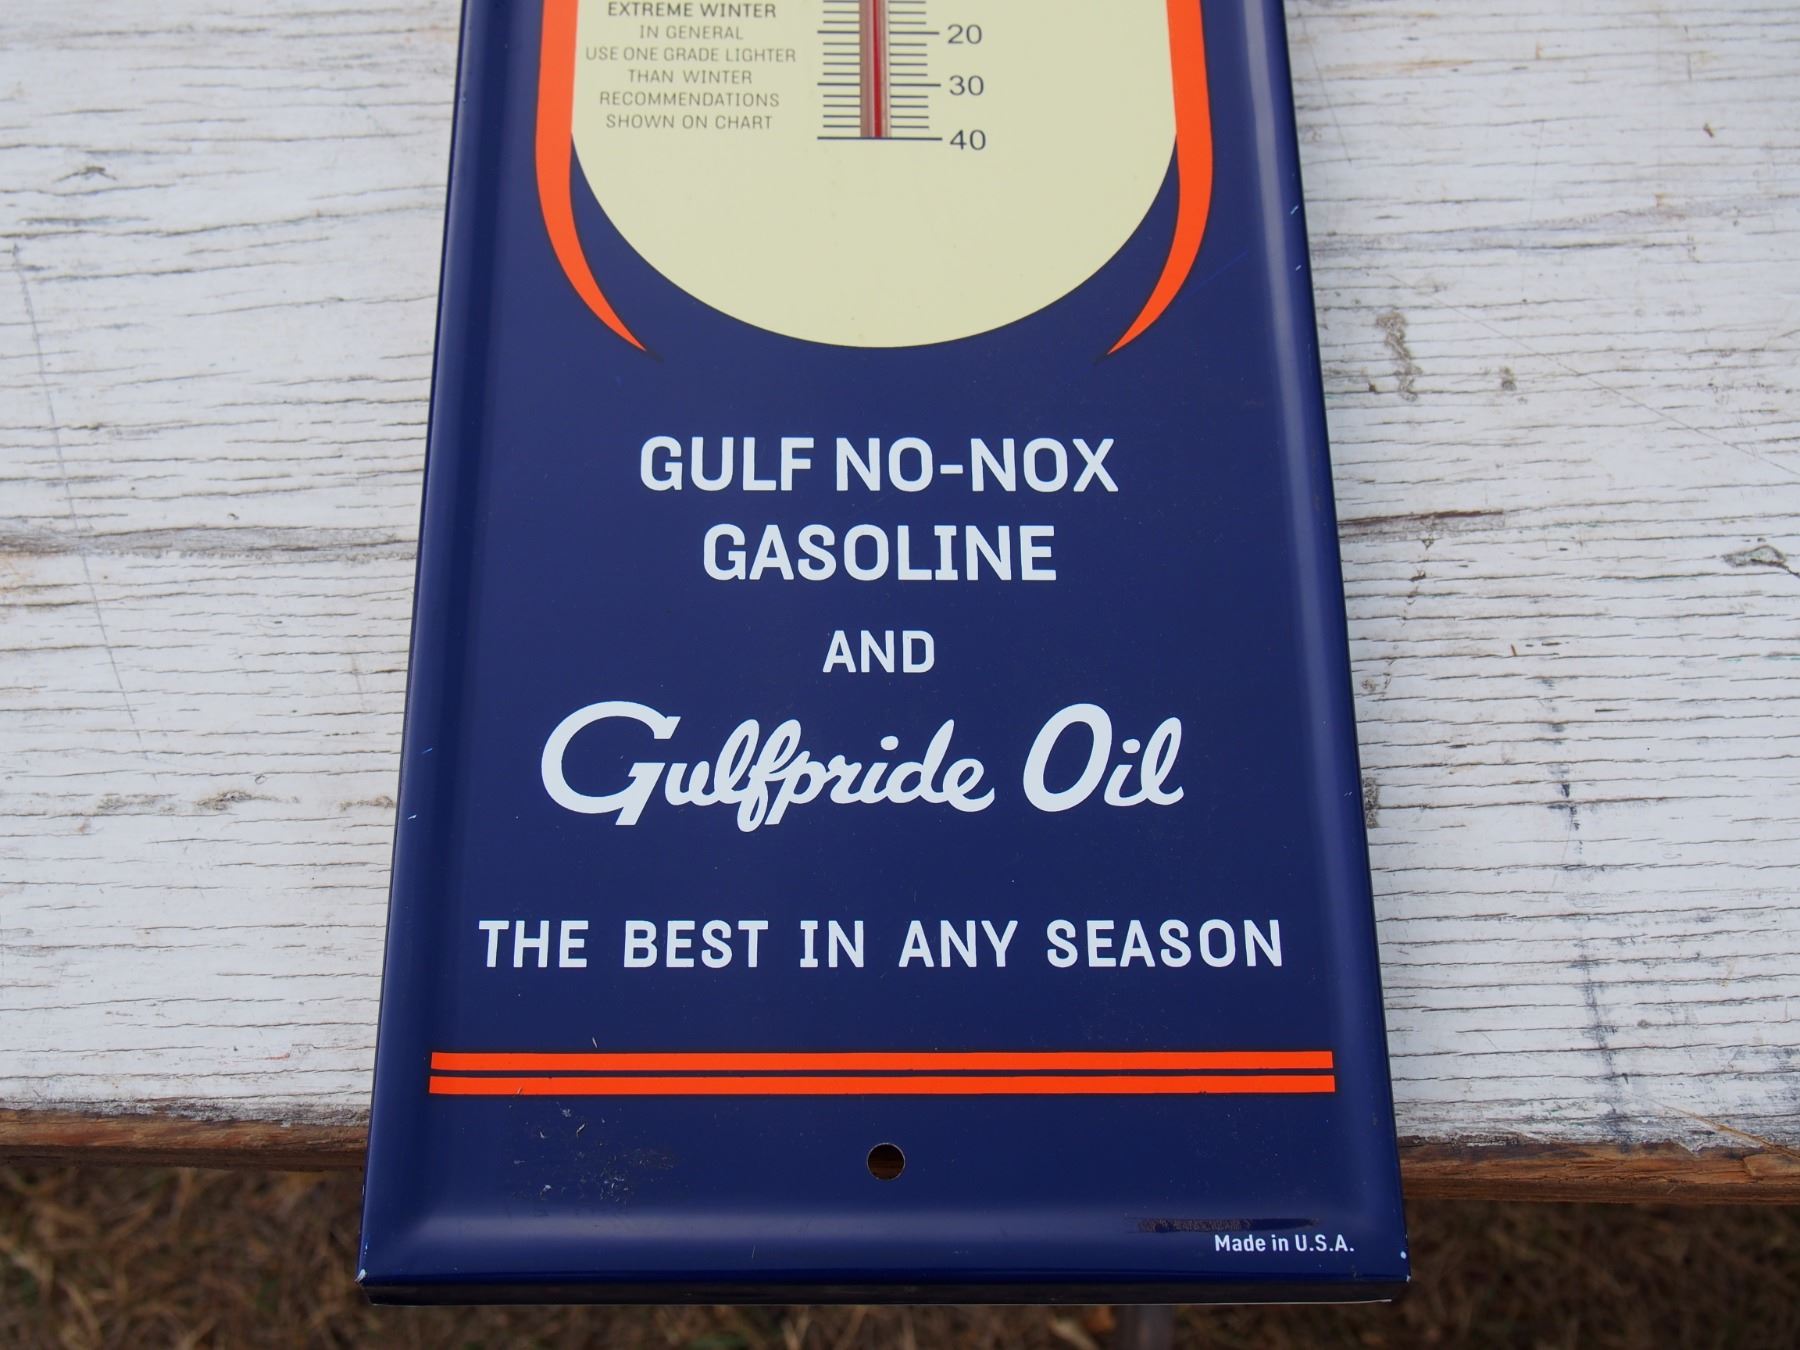 EXTREME WINTER
IN GENERAL
USE ONE GRADE LIGHTER
THAN WINTER
RECOMMENDATIONS
SHOWN ON CHART
20
30
40
GULF NO-NOX
GASOLINE
AND
Gulfpride Oil
THE BEST IN ANY SEASON
Made in U.S.A.